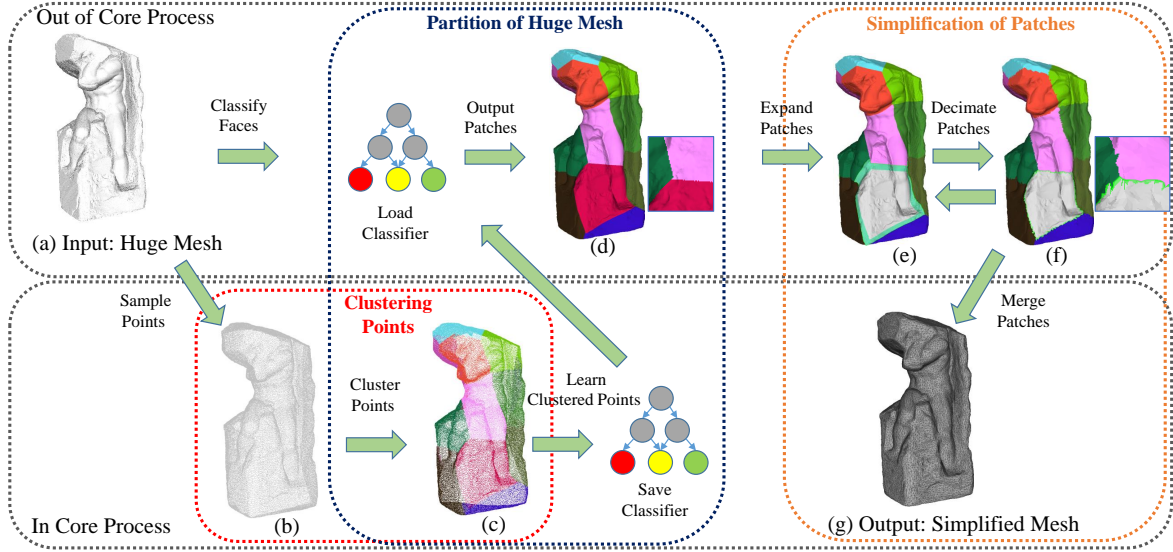 Out of Core Process
Partition of Huge Mesh
Simplification of Patches
Classify
Faces
Output
Patches
Expand
Patches
Decimate
Patches
Load
Classifier
(a) Input: Huge Mesh
(d)
(e)
(f)
Sample
Points
Clustering
Points
Merge
Patches
Cluster
Points
Learn
Clustered Points
Save
Classifier
In Core Process
(b)
(c)
(g) Output: Simplified Mesh